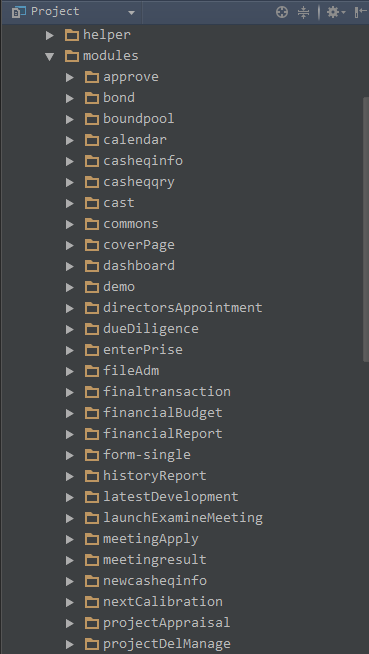 Project
helper
modules
approve
bond
boundpool
calendar
casheqinfo
casheqqry
cast
commons
coverPage
dashboard
demo
directorsAppointment
dueDiligence
enterPrise
fileAdm
finaltransaction
financialBudget
financialReport
form-single
historyReport
latestDevelopment
launchExamineMeeting
meetingApply
meetingresult
newcasheqinfo
nextCalibration
projectAppraisal
projectDelManage